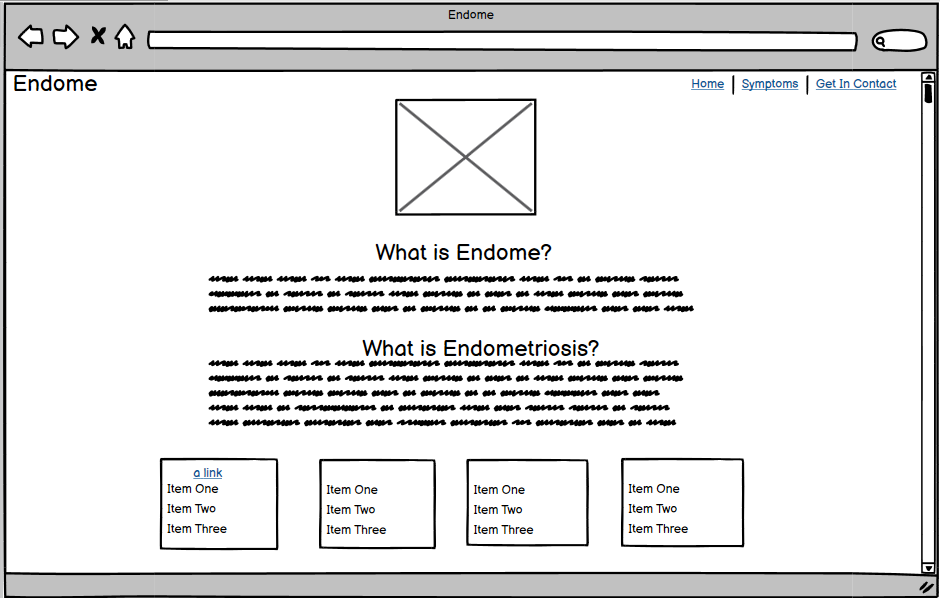 Endome
Endome
Home | Symptoms | Get In Contact
What is Endome?
What is Endometriosis?
a link
Item One
Item Two
Item Three
Item One
Item Two
Item Three
Item One
Item Two
Item Three
Item One
Item Two
Item Three